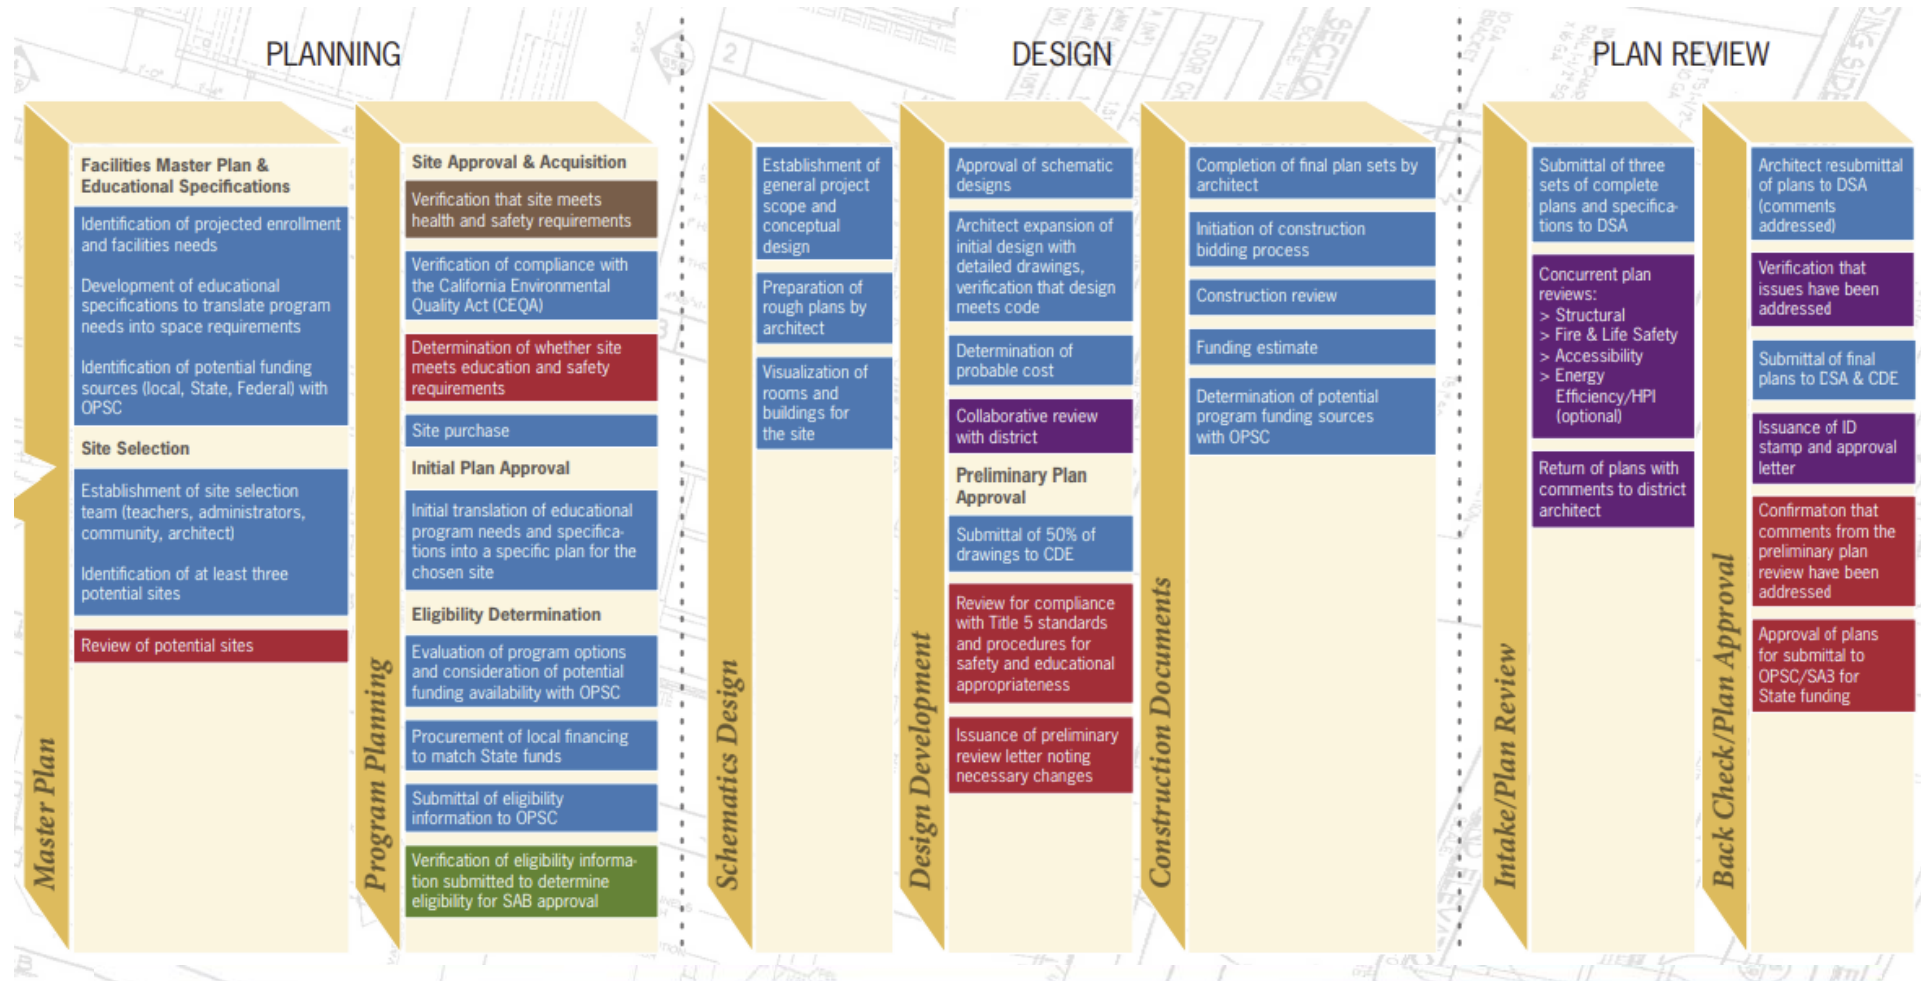 PLANNING
Master Plan
Facilities Master Plan &
Educational Specifications
Identification of projected enrollment
and facilities needs
Development of educational
specifications to translate program
needs into space requirements
Identification of potential funding
sources (local, State, Federal) with
OPSC
Site Selection
Establishment of site selection
team (teachers, administrators,
community, architect)
Identification of at least three
potential sites
Review of potential sites
Program Planning
Site Approval & Acquisition
Verification that site meets
health and safety requirements
Verification of compliance with
the California Environmental
Quality Act (CEQA)
Determination of whether site
meets education and safety
requirements
Site purchase
Initial Plan Approval
Initial translation of educational
program needs and specifica-
tions into a specific plan for the
chosen site
Eligibility Determination
Evaluation of program options
and consideration of potential
funding availability with OPSC
Procurement of local financing
to match State funds
Submittal of eligibility
information to OPSC
Verification of eligibility informa-
tion submitted to determine
eligibility for SAB approval
DESIGN
Schematics Design
Establishment of
general project
scope and
conceptual
design
Preparation of
rough plans by
architect
Visualization of
rooms and
buildings for
the site
Design Development
Approval of schematic
designs
Architect expansion of
initial design with
detailed drawings,
verification that design
meets code
Determination of
probable cost
Collaborative review
with district
Preliminary Plan
Approval
Submittal of 50% of
drawings to CDE
Review for compliance
with Title 5 standards
and procedures for
safety and educational
appropriateness
Issuance of preliminary
review letter noting
necessary changes
Construction Documents
Completion of final plan sets by
architect
Initiation of construction
bidding process
Construction review
Funding estimate
Determination of potential
program funding sources
with OPSC
PLAN REVIEW
Intake/Plan Review
Submittal of three
sets of complete
plans and specifica-
tions to DSA
Concurrent plan
reviews:
> Structural
> Fire & Life Safety
> Accessibility
> Energy
Efficiency/HPI
(optional)
Return of plans with
comments to district
architect
Back Check/Plan Approval
Architect resubmittal
of plans to DSA
(comments
addressed)
Verification that
issues have been
addressed
Submittal of final
plans to DSA & CDE
Issuance of ID
stamp and approval
letter
Confirmation that
comments from the
preliminary plan
review have been
addressed
Approval of plans
for submittal to
OPSC/SAB for
State funding